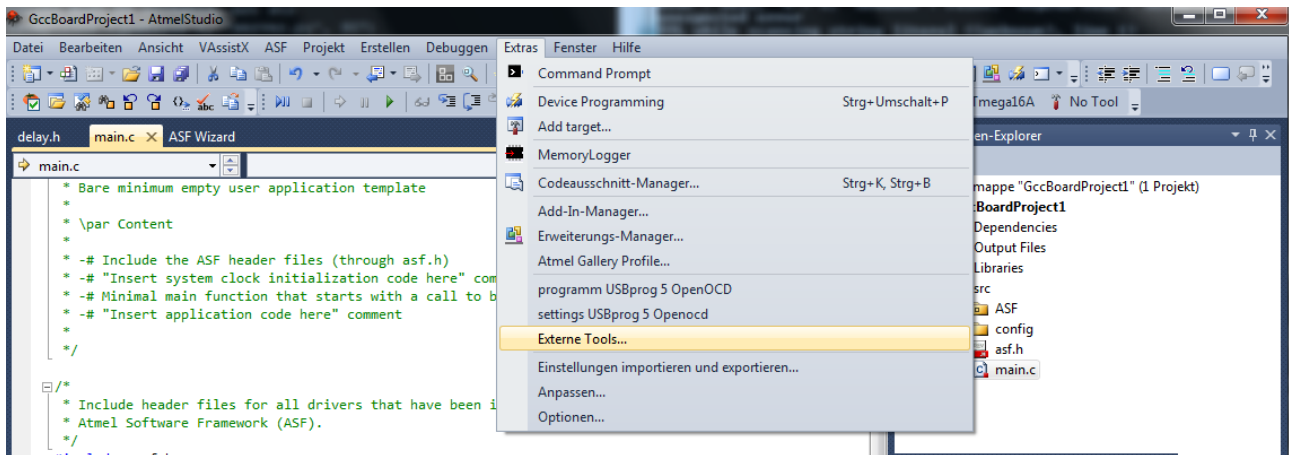 GccBoardProject1 - AtmelStudio
Datei Bearbeiten Ansicht VAssistX ASF Projekt Erstellen Debuggen Extras Fenster Hilfe
Command Prompt
Device Programming Strg+Umschalt+P
Add target...
MemoryLogger
Codeausschnitt-Manager... Strg+K, Strg+B
Add-In-Manager...
Erweiterungs-Manager...
Atmel Gallery Profile...
programm USBprog 5 OpenOCD
settings USBprog 5 Openocd
Externe Tools...
Einstellungen importieren und exportieren...
Anpassen...
Optionen...
Tmega16A No Tool
delay.h main.c ASF Wizard
main.c
* Bare minimum empty user application template
*
* \par Content
*
* -# Include the ASF header files (through asf.h)
* -# "Insert system clock initialization code here" com
* -# Minimal main function that starts with a call to b
* -# "Insert application code here" comment
*
*/
/*
* Include header files for all drivers that have been i
* Atmel Software Framework (ASF).
*/
en-Explorer
mappe "GccBoardProject1" (1 Projekt)
cBoardProject1
Dependencies
Output Files
Libraries
src
ASF
config
asf.h
main.c